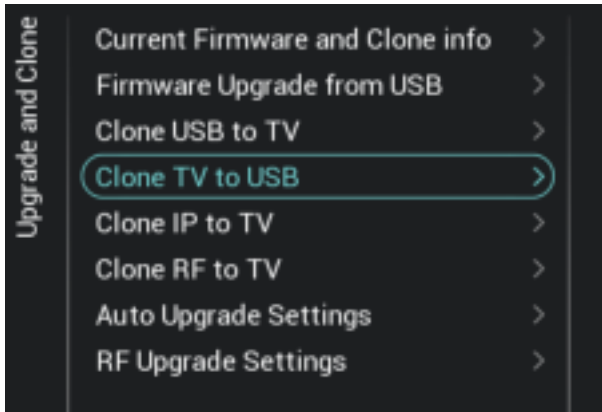 Upgrade and Clone
Current Firmware and Clone info
Firmware Upgrade from USB
Clone USB to TV
Clone TV to USB
Clone IP to TV
Clone RF to TV
Auto Upgrade Settings
RF Upgrade Settings